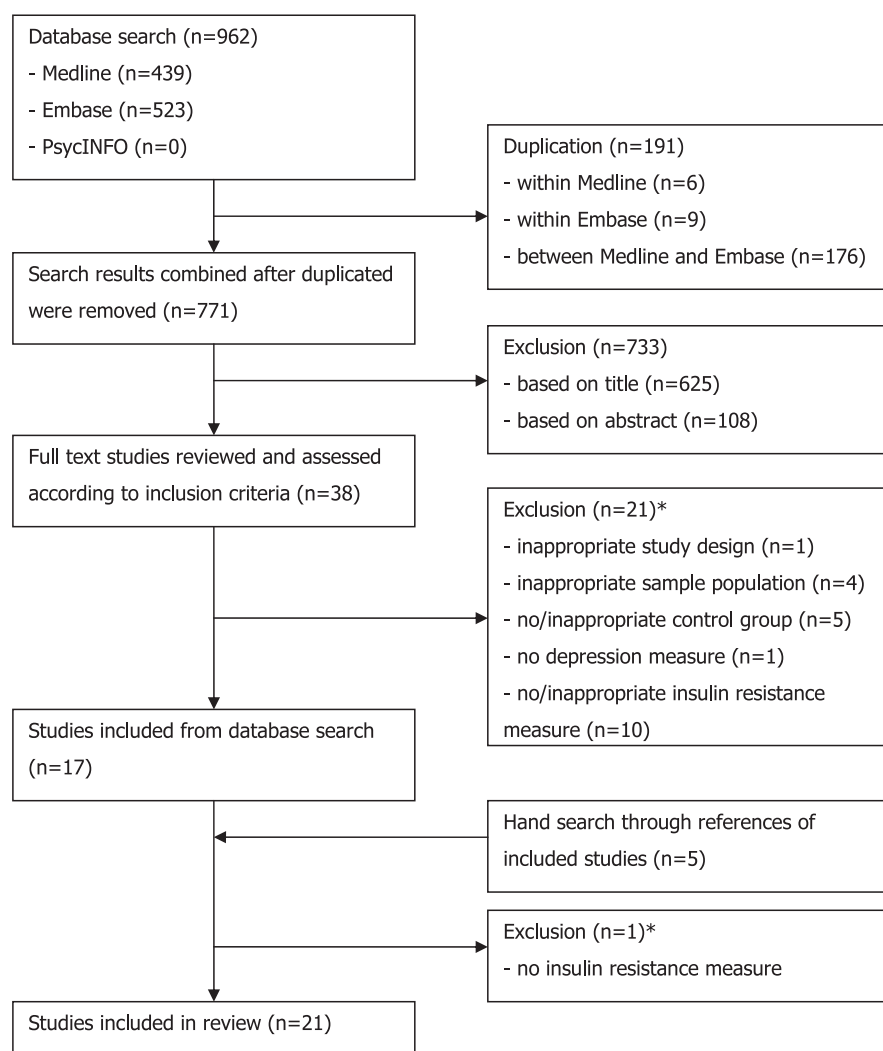 Database search (n=962)
- Medline (n=439)
- Embase (n=523)
- PsycINFO (n=0)
Duplication (n=191)
- within Medline (n=6)
- within Embase (n=9)
- between Medline and Embase (n=176)
Search results combined after duplicated
were removed (n=771)
Exclusion (n=733)
- based on title (n=625)
- based on abstract (n=108)
Full text studies reviewed and assessed
according to inclusion criteria (n=38)
Exclusion (n=21)*
- inappropriate study design (n=1)
- inappropriate sample population (n=4)
- no/inappropriate control group (n=5)
- no depression measure (n=1)
- no/inappropriate insulin resistance
measure (n=10)
Studies included from database search
(n=17)
Hand search through references of
included studies (n=5)
Exclusion (n=1)*
- no insulin resistance measure
Studies included in review (n=21)